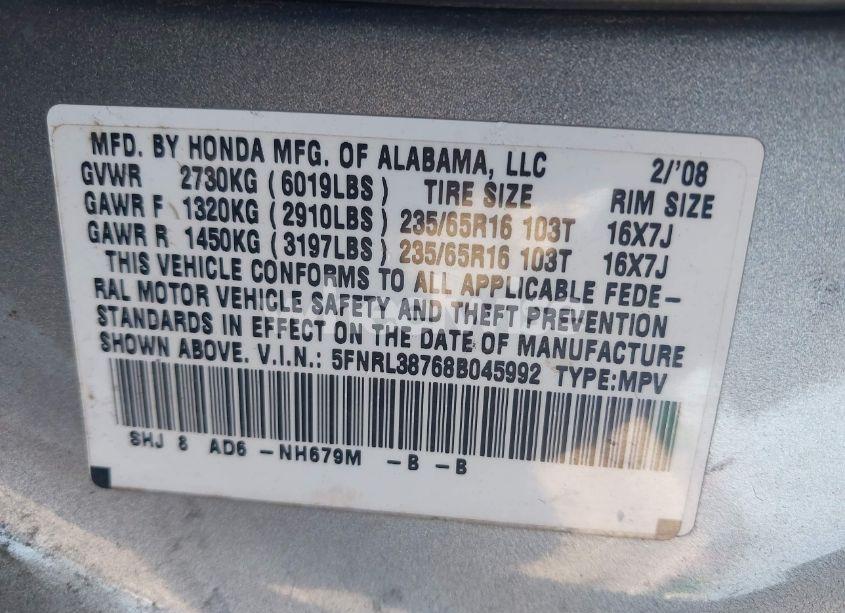 MFD. BY HONDA MFG. OF ALABAMA, LLC 2/'08
GVWR 2730KG (6019LBS) TIRE SIZE RIM SIZE
GAWR F 1320KG (2910LBS) 235/65R16 103T 16X7J
GAWR R 1450KG (3197LBS) 235/65R16 103T 16X7J
THIS VEHICLE CONFORMS TO ALL APPLICABLE FEDE-
RAL MOTOR VEHICLE SAFETY AND THEFT PREVENTION
STANDARDS IN EFFECT ON THE DATE OF MANUFACTURE
SHOWN ABOVE. V.I.N.: 5FNRL38768B045992 TYPE:MPV
SHJ 8 AD6 -NH679M -B -B